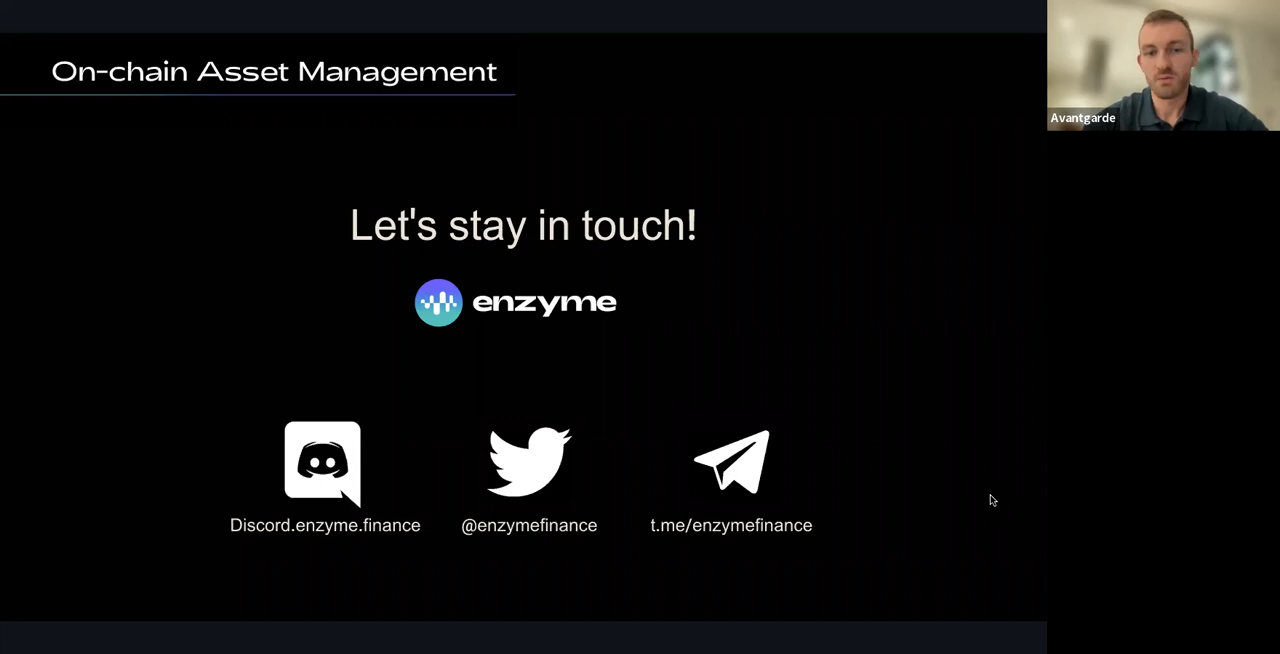 On-chain Asset Management
Avantgarde
Let's stay in touch!
enzyme
Discord.enzyme.finance
@enzymefinance
t.me/enzymefinance